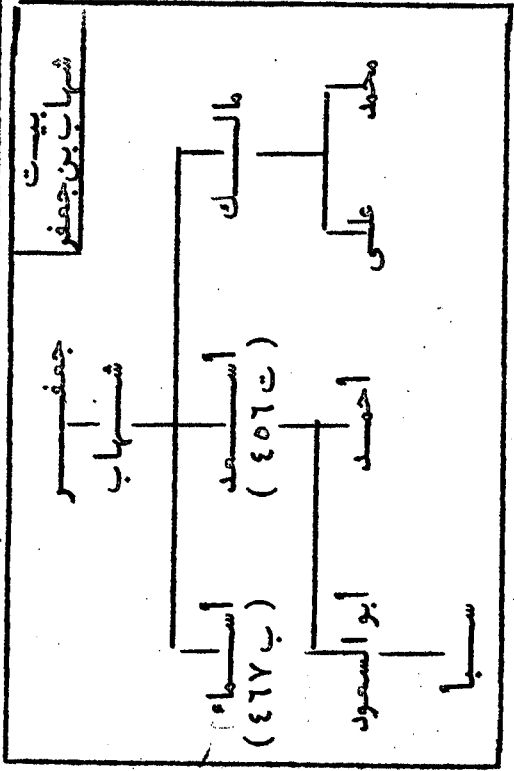 بيت
شهاب بن جعفر
جعفر
شهاب
مالك
أسعد
(ت ٤٥٦)
أسماء
(ب ٤٦٧)
محمد
علي
أحمد
أبو السعود
سبأ